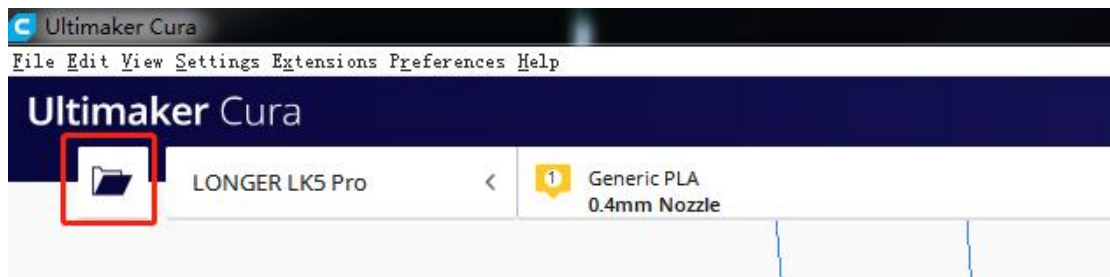 Ultimaker Cura
File Edit View Settings Extensions Preferences Help
Ultimaker Cura
LONGER LK5 Pro
1
Generic PLA
0.4mm Nozzle